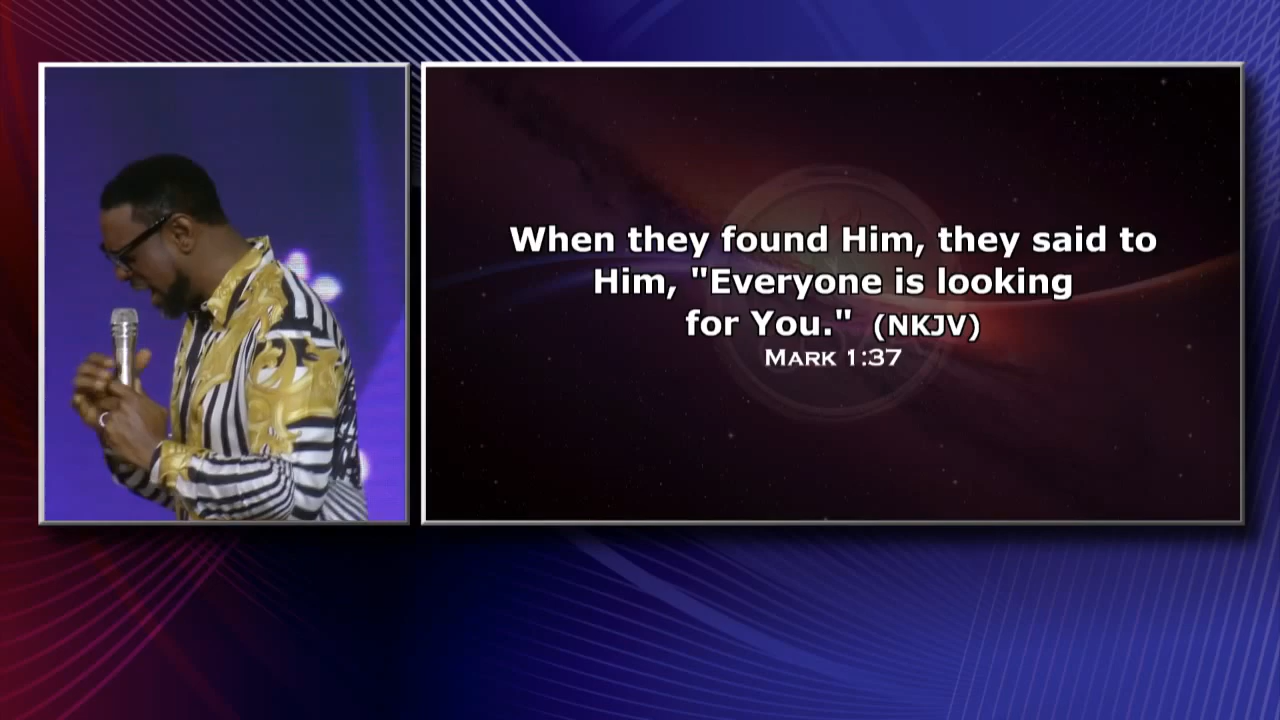 When they found Him, they said to
Him, "Everyone is looking
for You." (NKJV)
Mark 1:37